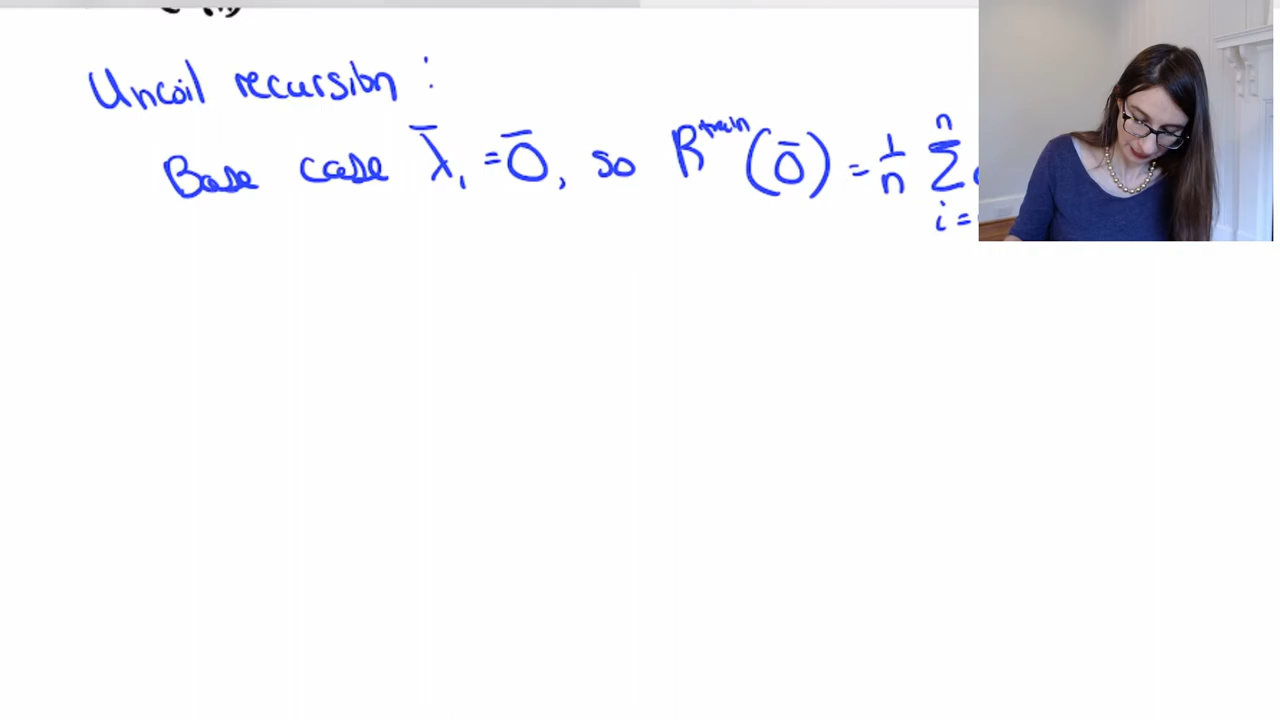 Uncoil recursion :
Base case λ̄₁ = 0̄, so R^train(0̄) = 1/n Σ n i =